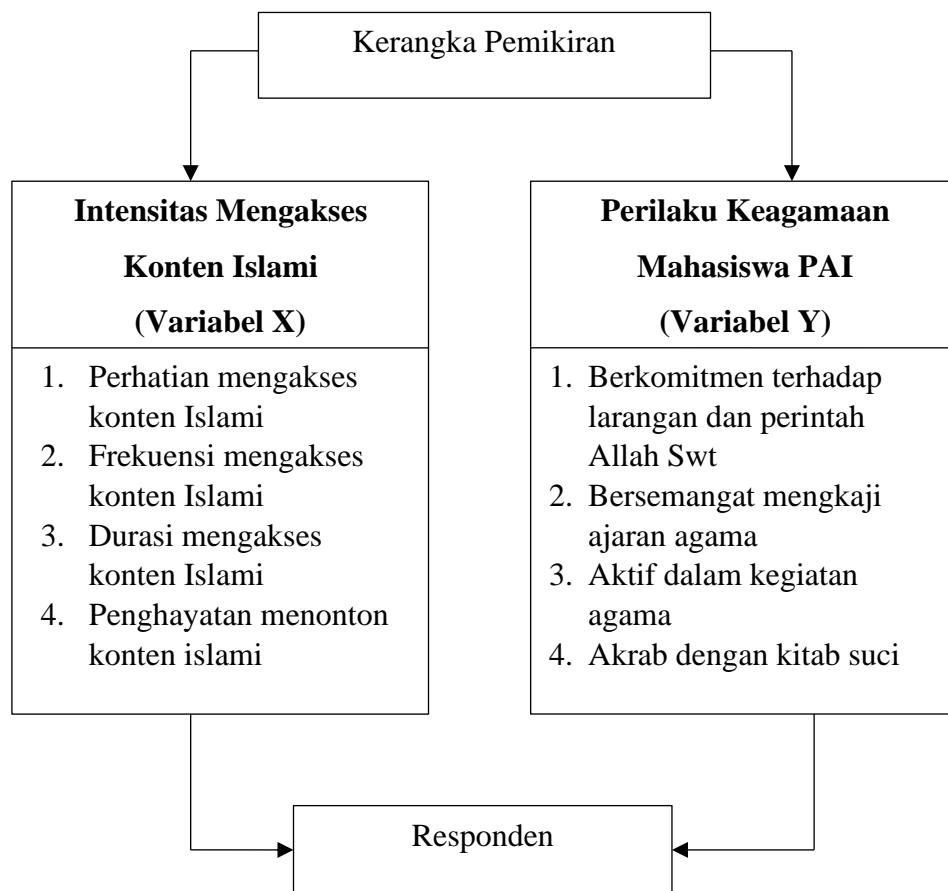 Kerangka Pemikiran
Intensitas Mengakses
Konten Islami
(Variabel X)
1. Perhatian mengakses
konten Islami
2. Frekuensi mengakses
konten Islami
3. Durasi mengakses
konten Islami
4. Penghayatan menonton
konten islami
Perilaku Keagamaan
Mahasiswa PAI
(Variabel Y)
1. Berkomitmen terhadap
larangan dan perintah
Allah Swt
2. Bersemangat mengkaji
ajaran agama
3. Aktif dalam kegiatan
agama
4. Akrab dengan kitab suci
Responden